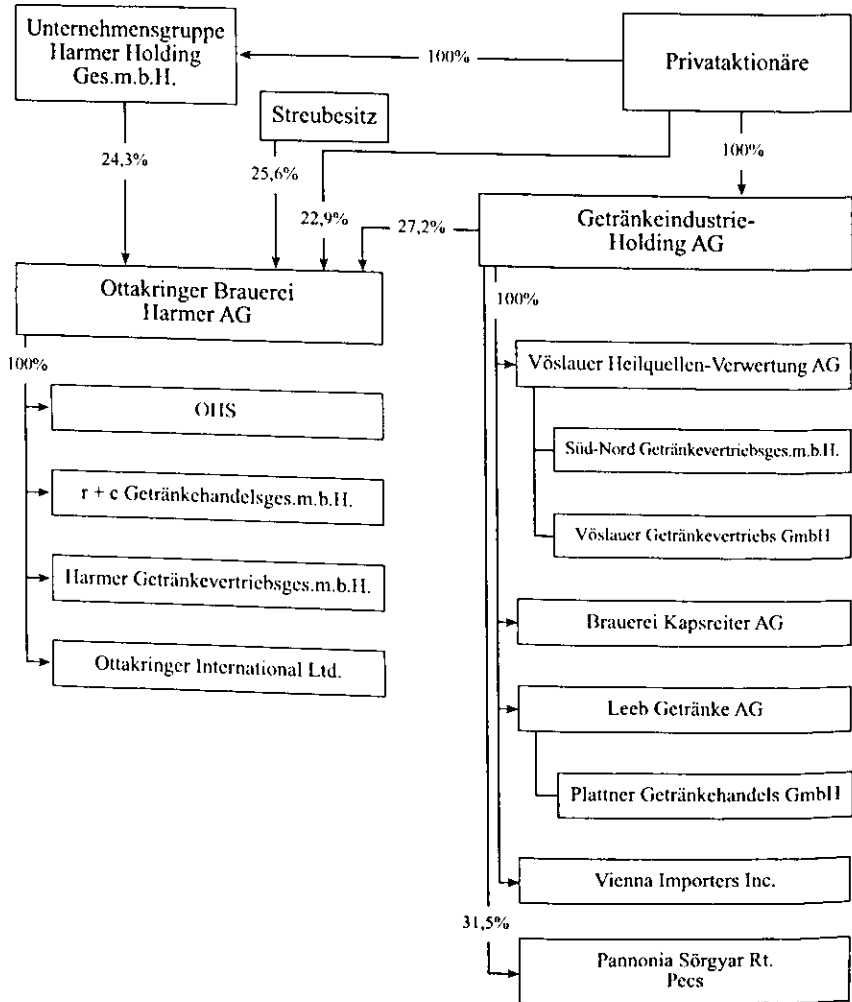 Unternehmensgruppe
Harmer Holding
Ges.m.b.H.
100%
Privataktionäre
Streubesitz
24,3%
25,6%
100%
22,9%
27,2%
Getränkeindustrie-
Holding AG
Ottakringer Brauerei
Harmer AG
100%
100%
Vöslauer Heilquellen-Verwertung AG
OHS
Süd-Nord Getränkevertriebsges.m.b.H.
r + c Getränkehandelsges.m.b.H.
Vöslauer Getränkevertriebs GmbH
Harmer Getränkevertriebsges.m.b.H.
Brauerei Kapsreiter AG
Ottakringer International Ltd.
Leeb Getränke AG
Plattner Getränkehandels GmbH
Vienna Importers Inc.
31,5%
Pannonia Sörgyar Rt.
Pecs